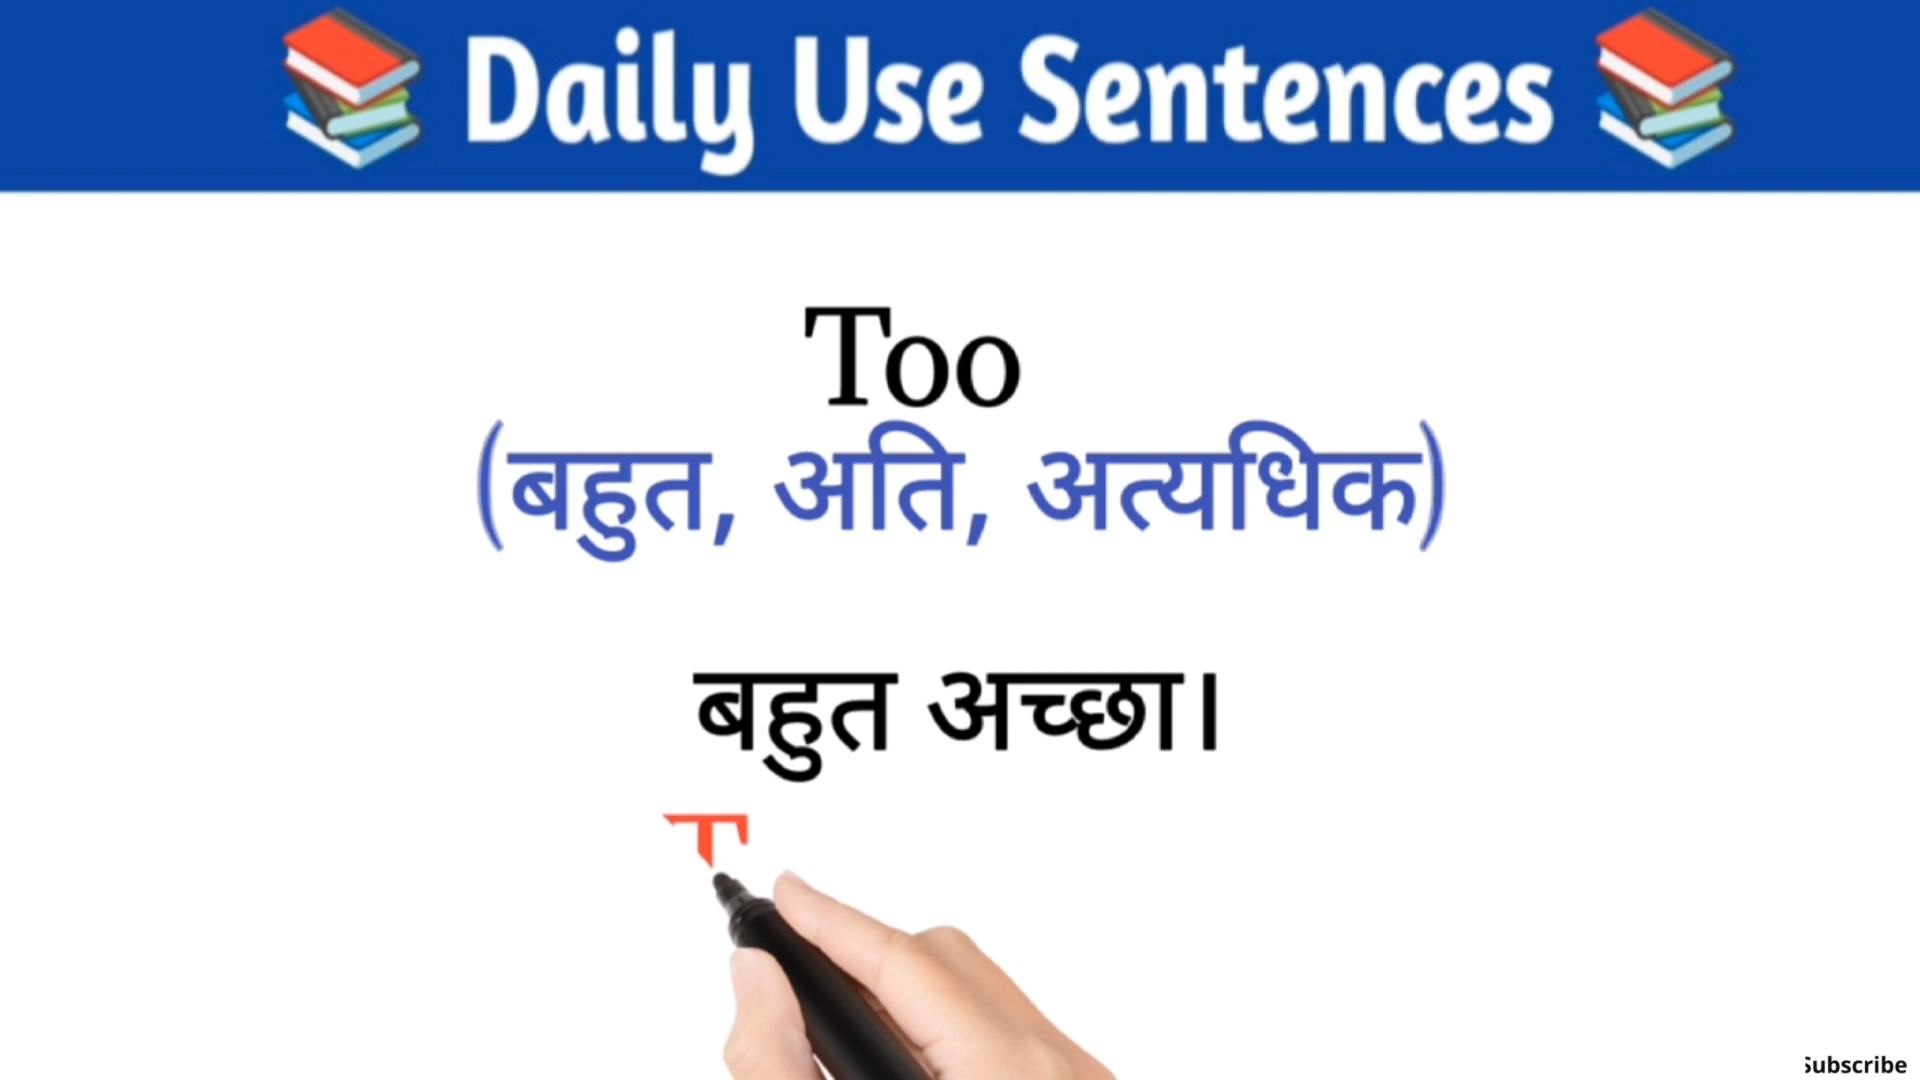 Daily Use Sentences
Too
(बहुत, अति, अत्यधिक)
बहुत अच्छा।
T
Subscribe